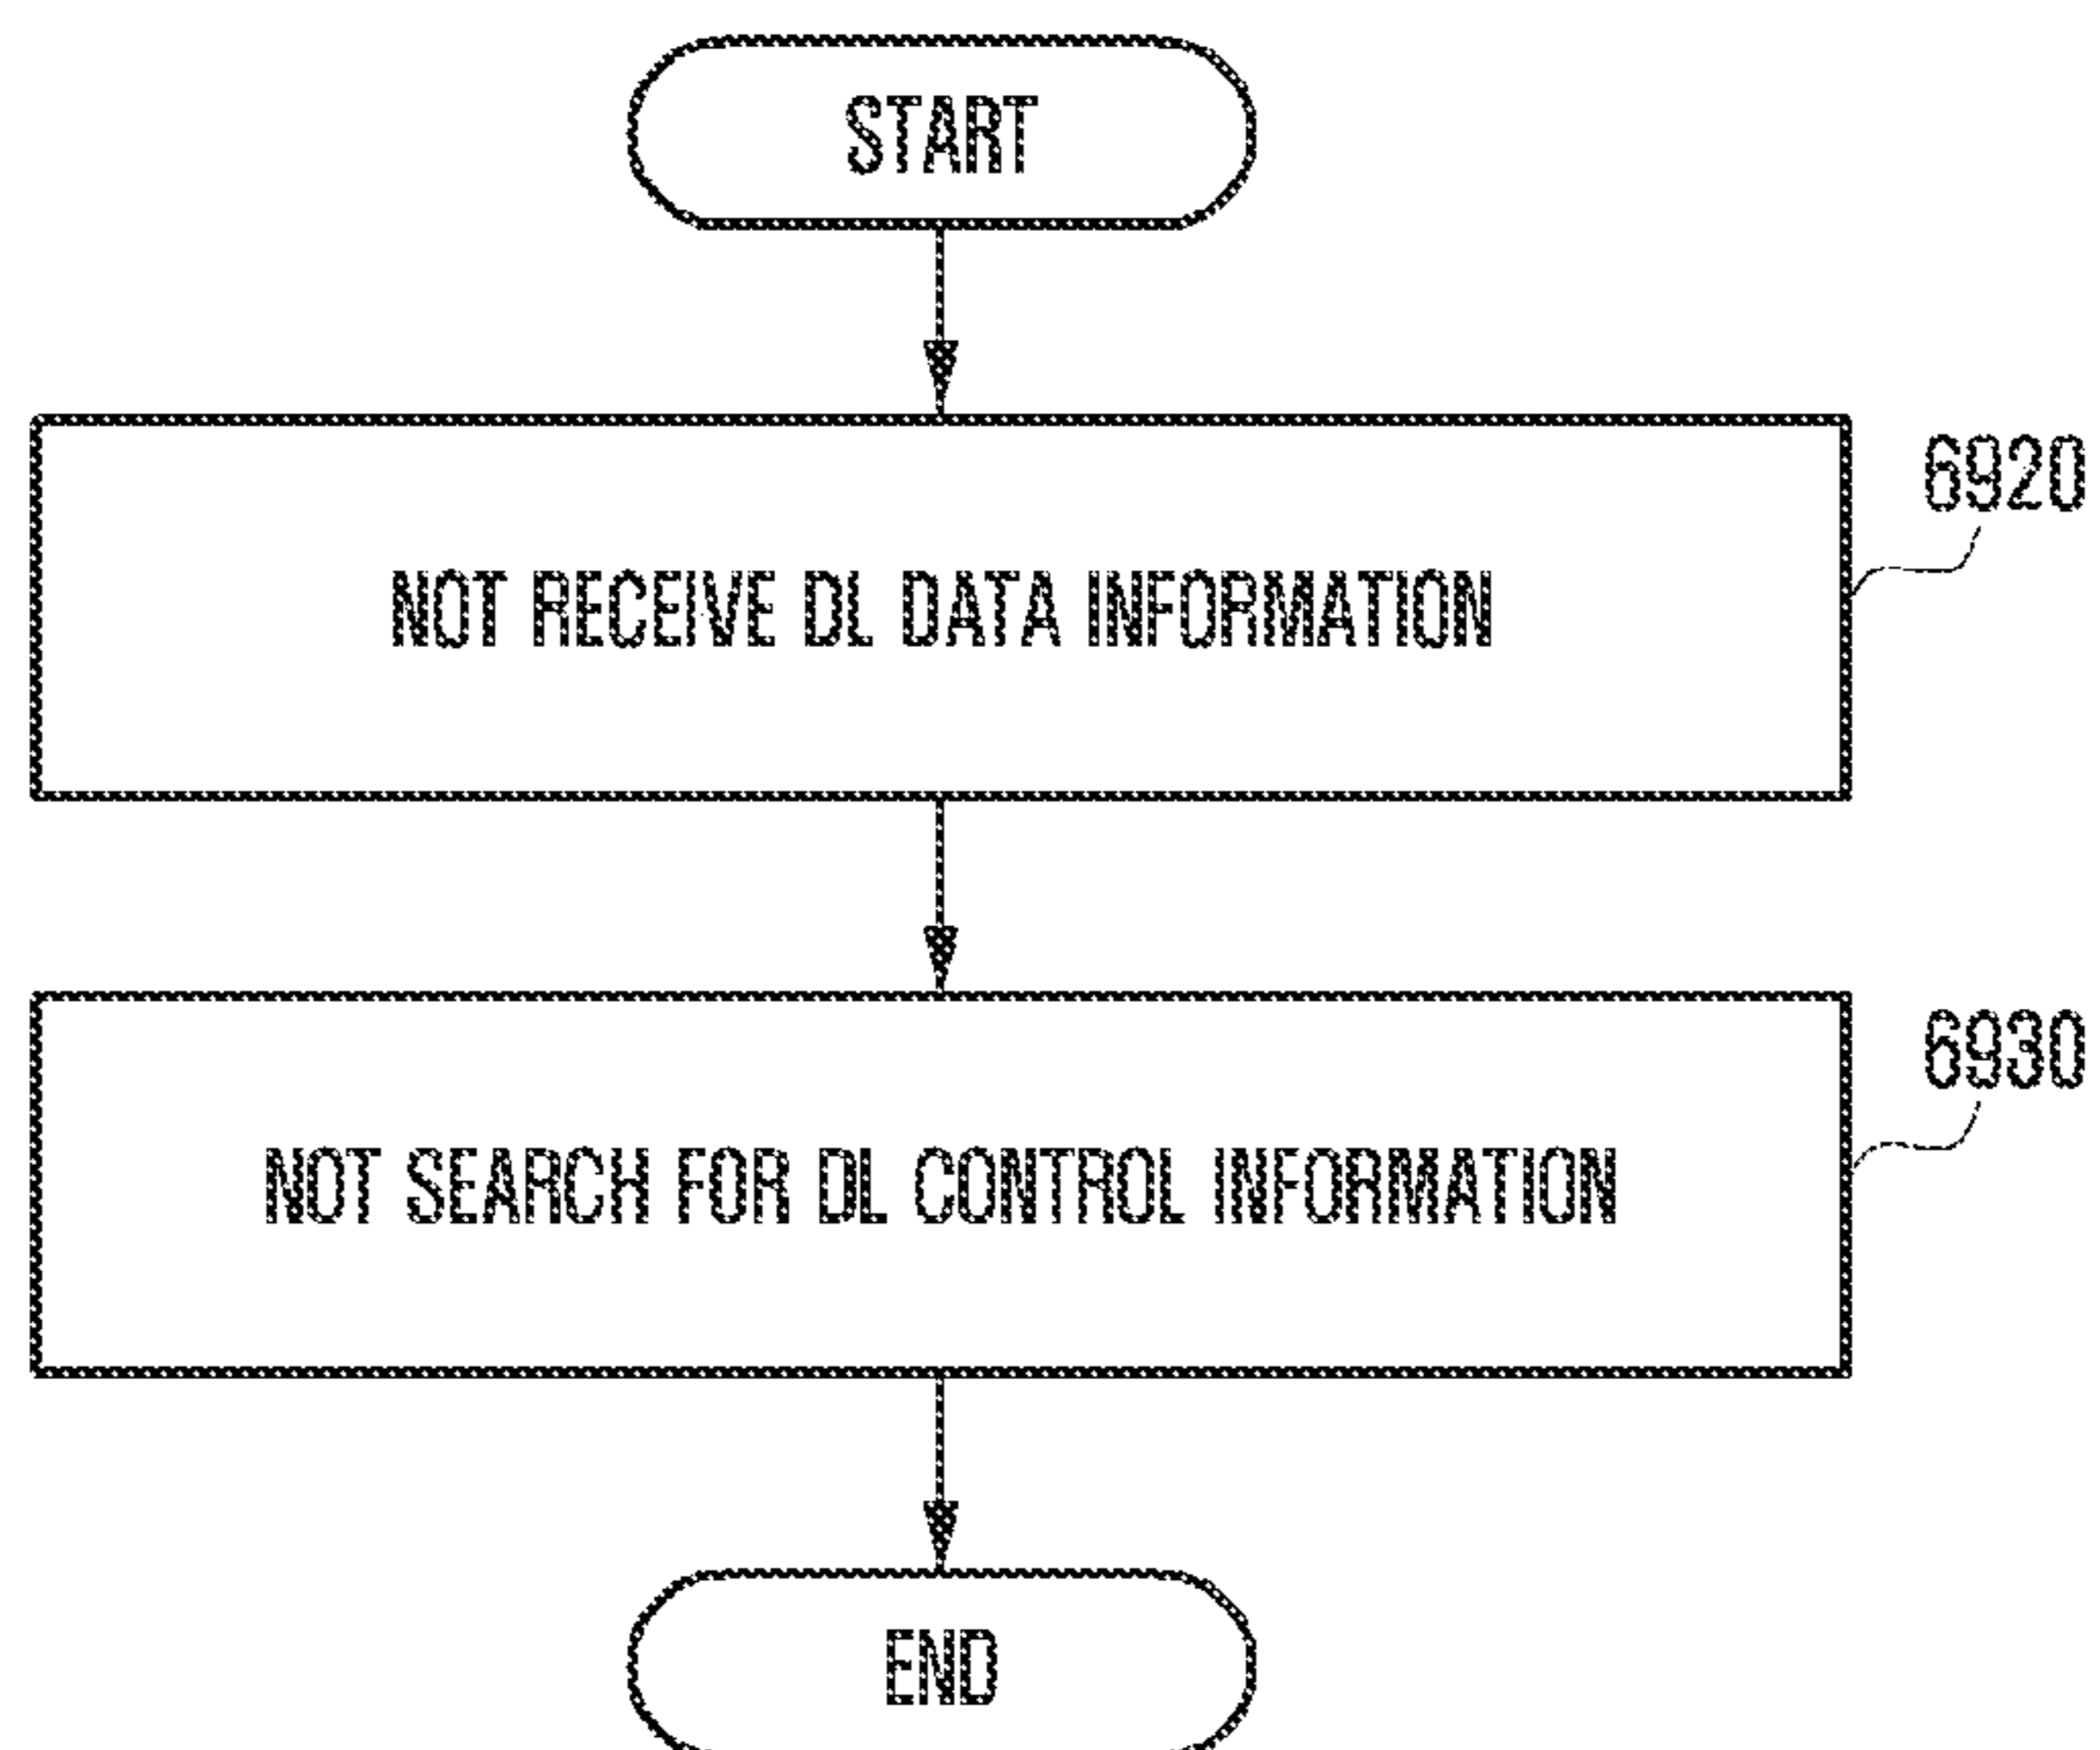 START
6920
NOT RECEIVE DL DATA INFORMATION
6930
NOT SEARCH FOR DL CONTROL INFORMATION
END